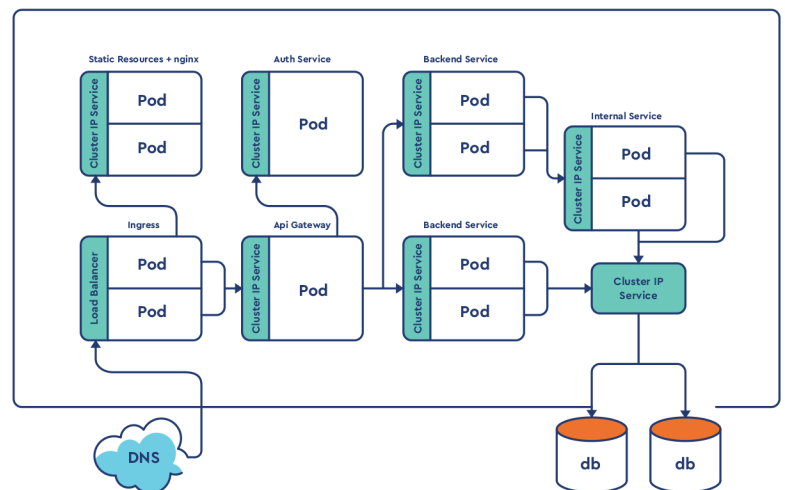 Static Resources + nginx
Cluster IP Service
Pod
Pod
Auth Service
Cluster IP Service
Pod
Backend Service
Cluster IP Service
Pod
Pod
Internal Service
Cluster IP Service
Pod
Pod
Ingress
Load Balancer
Pod
Pod
Api Gateway
Cluster IP Service
Pod
Backend Service
Cluster IP Service
Pod
Pod
Cluster IP
Service
DNS
db
db